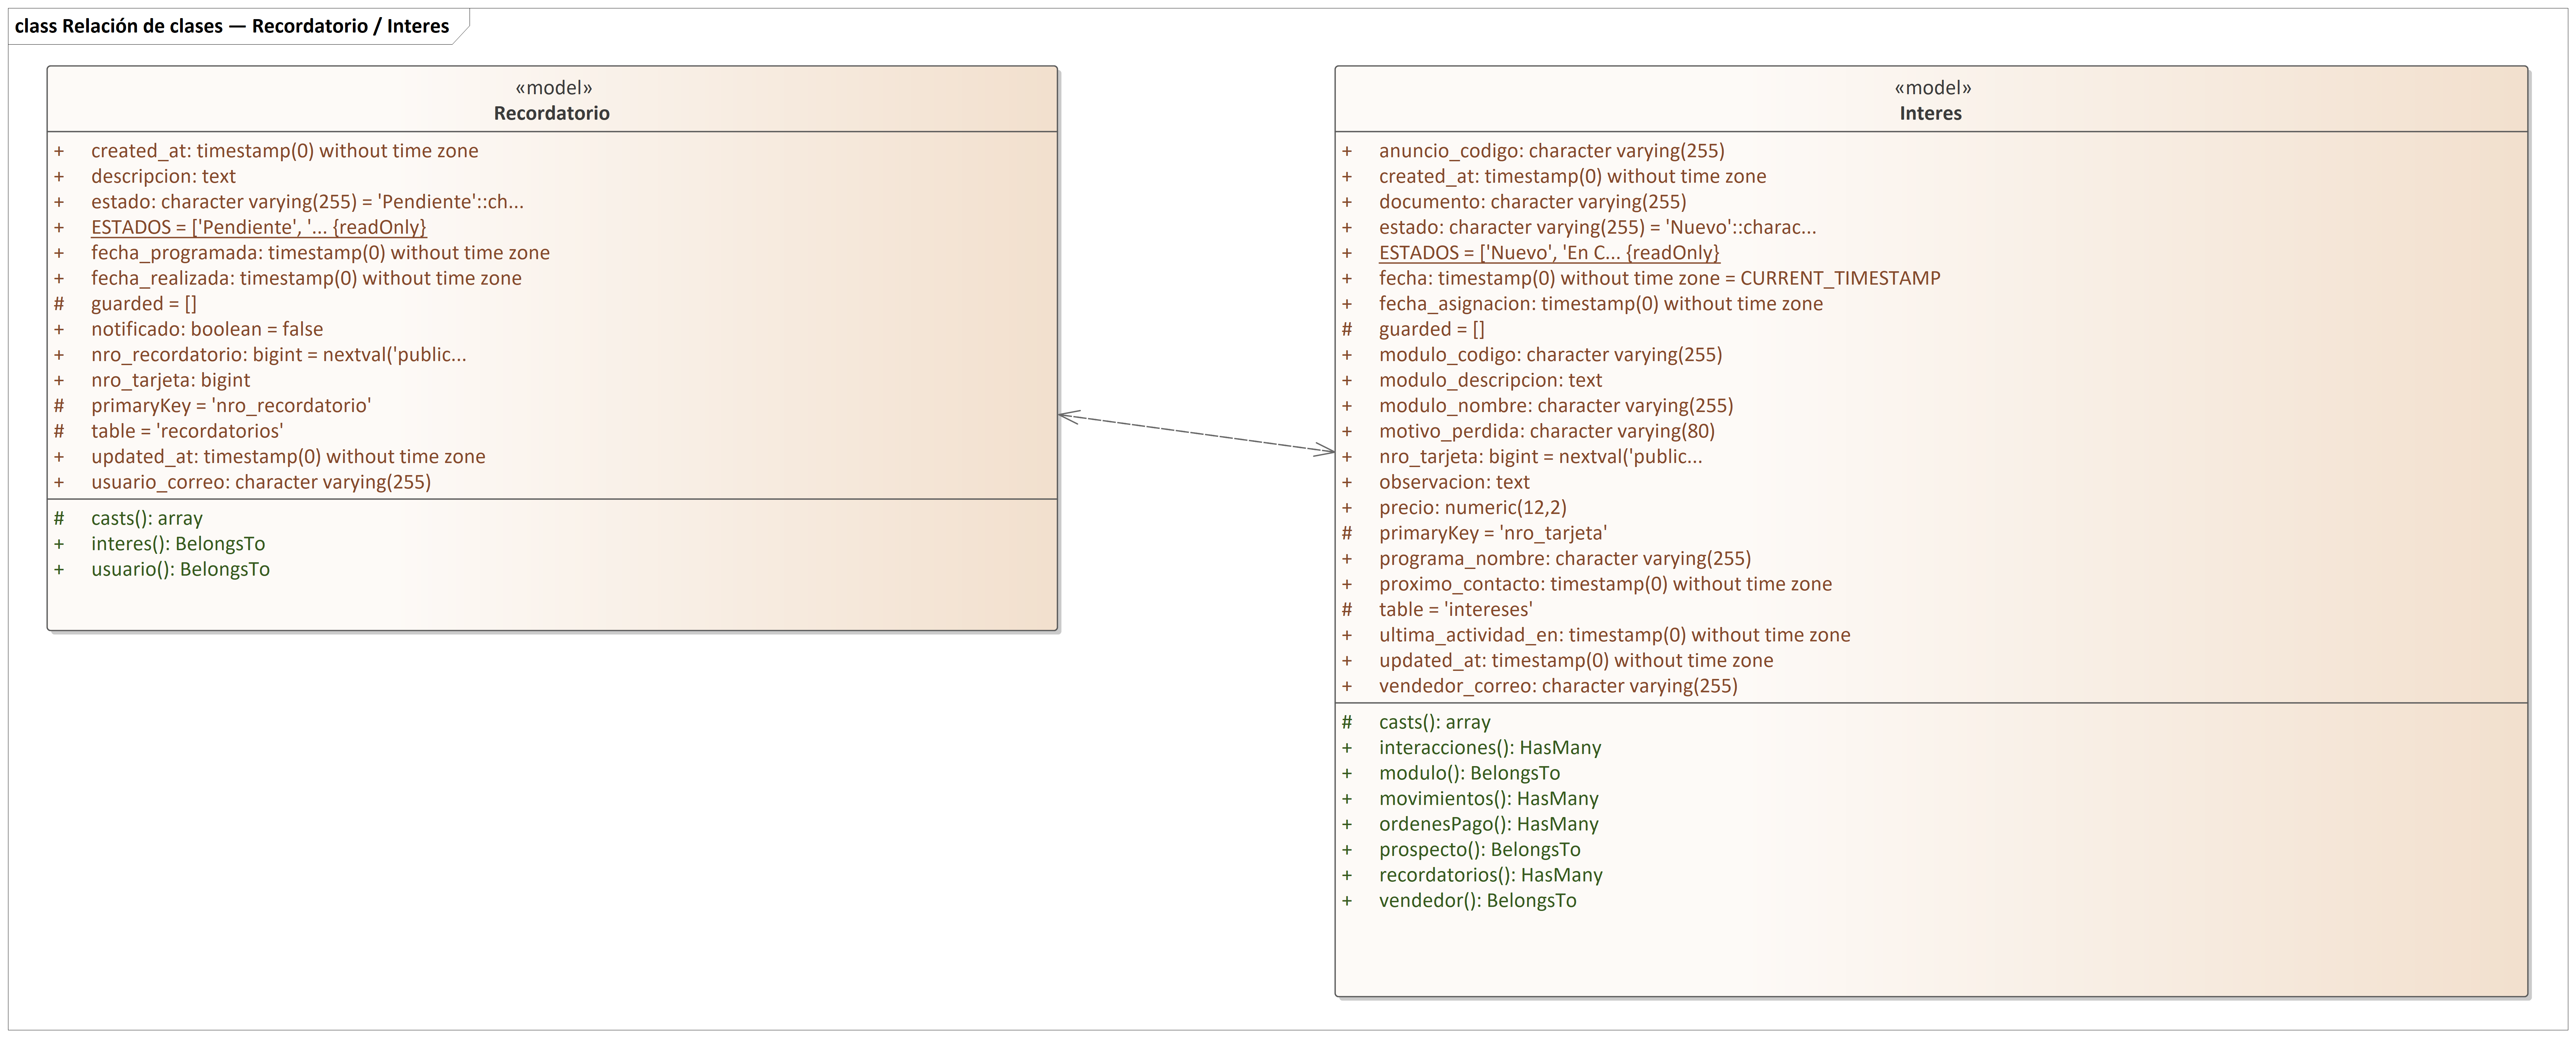 class Relación de clases — Recordatorio / Interes
«model»
Recordatorio
+ created_at: timestamp(0) without time zone
+ descripcion: text
+ estado: character varying(255) = 'Pendiente'::ch...
+ ESTADOS = ['Pendiente', '... {readOnly}
+ fecha_programada: timestamp(0) without time zone
+ fecha_realizada: timestamp(0) without time zone
# guarded = []
+ notificado: boolean = false
+ nro_recordatorio: bigint = nextval('public...
+ nro_tarjeta: bigint
# primaryKey = 'nro_recordatorio'
# table = 'recordatorios'
+ updated_at: timestamp(0) without time zone
+ usuario_correo: character varying(255)
# casts(): array
+ interes(): BelongsTo
+ usuario(): BelongsTo
«model»
Interes
+ anuncio_codigo: character varying(255)
+ created_at: timestamp(0) without time zone
+ documento: character varying(255)
+ estado: character varying(255) = 'Nuevo'::charac...
+ ESTADOS = ['Nuevo', 'En C... {readOnly}
+ fecha: timestamp(0) without time zone = CURRENT_TIMESTAMP
+ fecha_asignacion: timestamp(0) without time zone
# guarded = []
+ modulo_codigo: character varying(255)
+ modulo_descripcion: text
+ modulo_nombre: character varying(255)
+ motivo_perdida: character varying(80)
+ nro_tarjeta: bigint = nextval('public...
+ observacion: text
+ precio: numeric(12,2)
# primaryKey = 'nro_tarjeta'
+ programa_nombre: character varying(255)
+ proximo_contacto: timestamp(0) without time zone
# table = 'intereses'
+ ultima_actividad_en: timestamp(0) without time zone
+ updated_at: timestamp(0) without time zone
+ vendedor_correo: character varying(255)
# casts(): array
+ interacciones(): HasMany
+ modulo(): BelongsTo
+ movimientos(): HasMany
+ ordenesPago(): HasMany
+ prospecto(): BelongsTo
+ recordatorios(): HasMany
+ vendedor(): BelongsTo